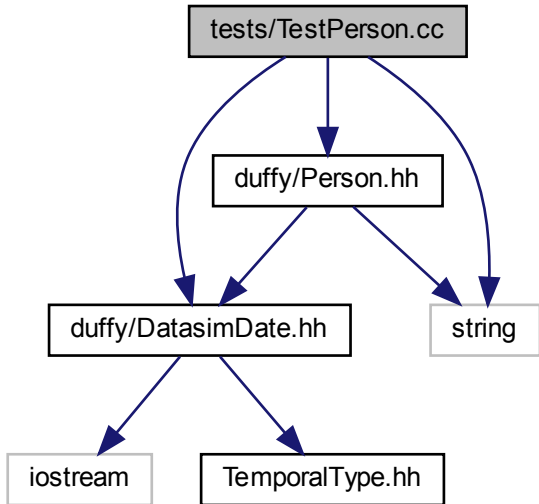 tests/TestPerson.cc
duffy/Person.hh
duffy/DatasimDate.hh
string
iostream
TemporalType.hh